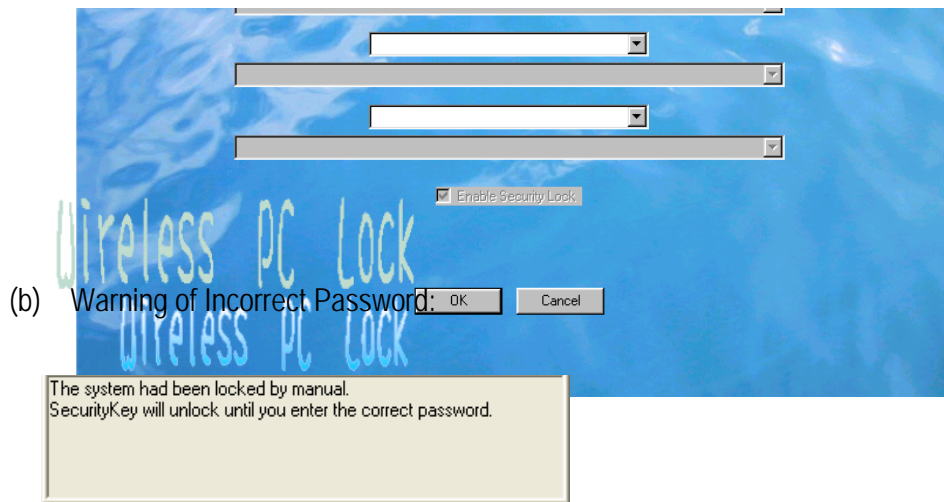 Enable Security Lock
Wireless PC Lock
(b) Warning of Incorrect Password:
OK
Cancel
Wireless PC Lock
The system had been locked by manual.
SecurityKey will unlock until you enter the correct password.